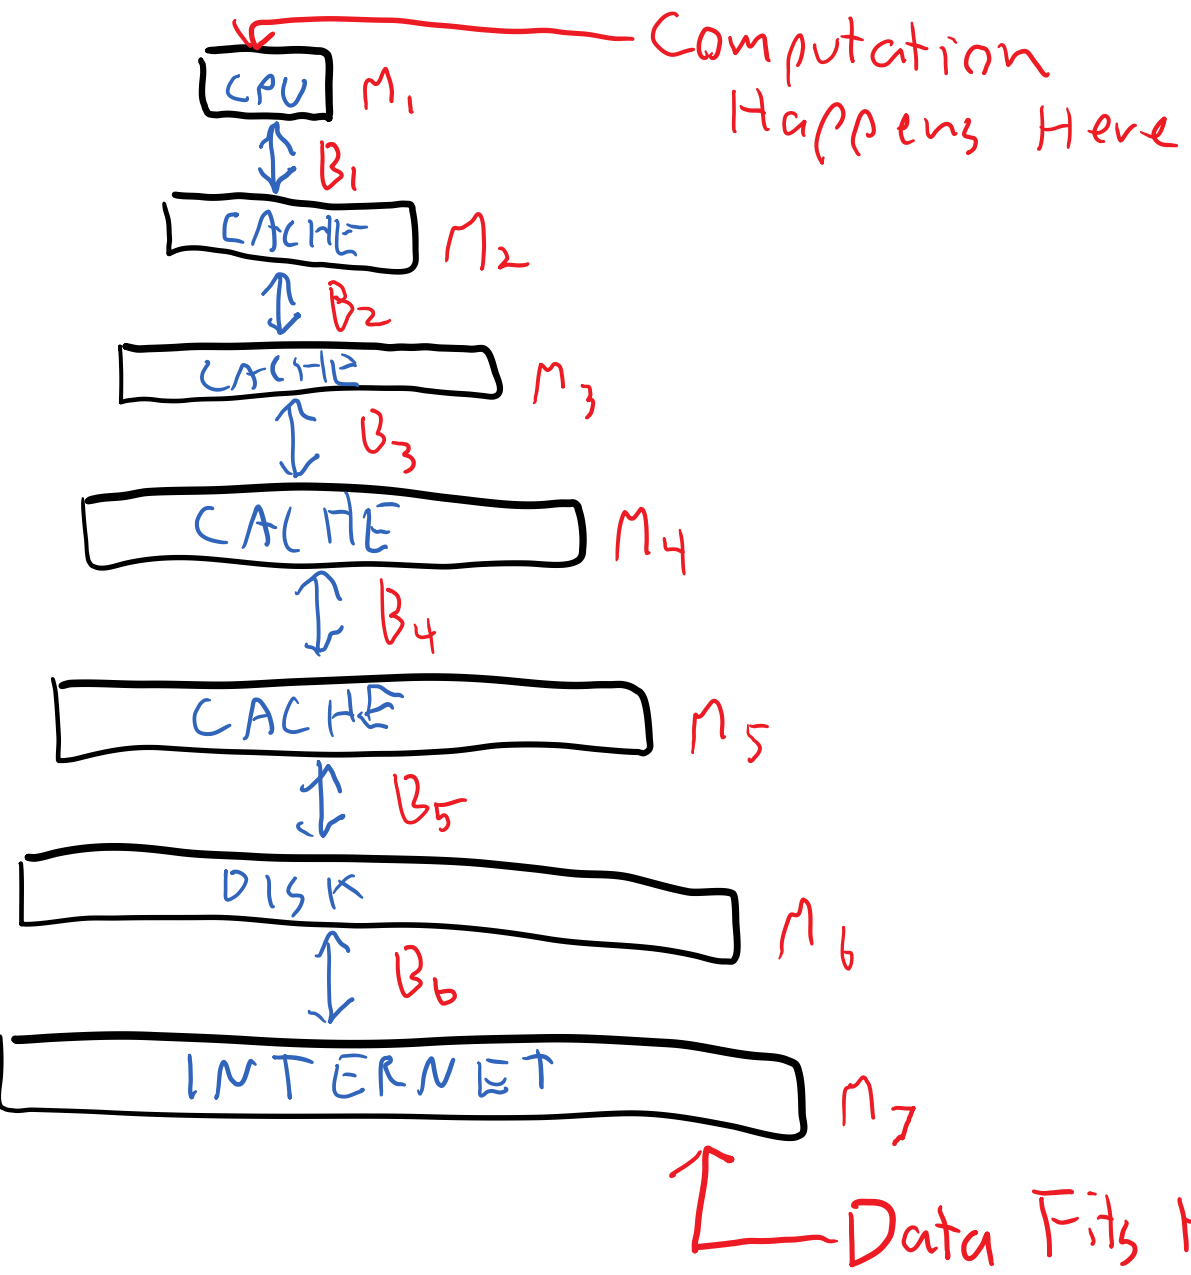 Computation
Happens Here
CPU M1
B1
CACHE M2
B2
CACHE M3
B3
CACHE M4
B4
CACHE M5
B5
DISK M6
B6
INTERNET M7
Data Fits